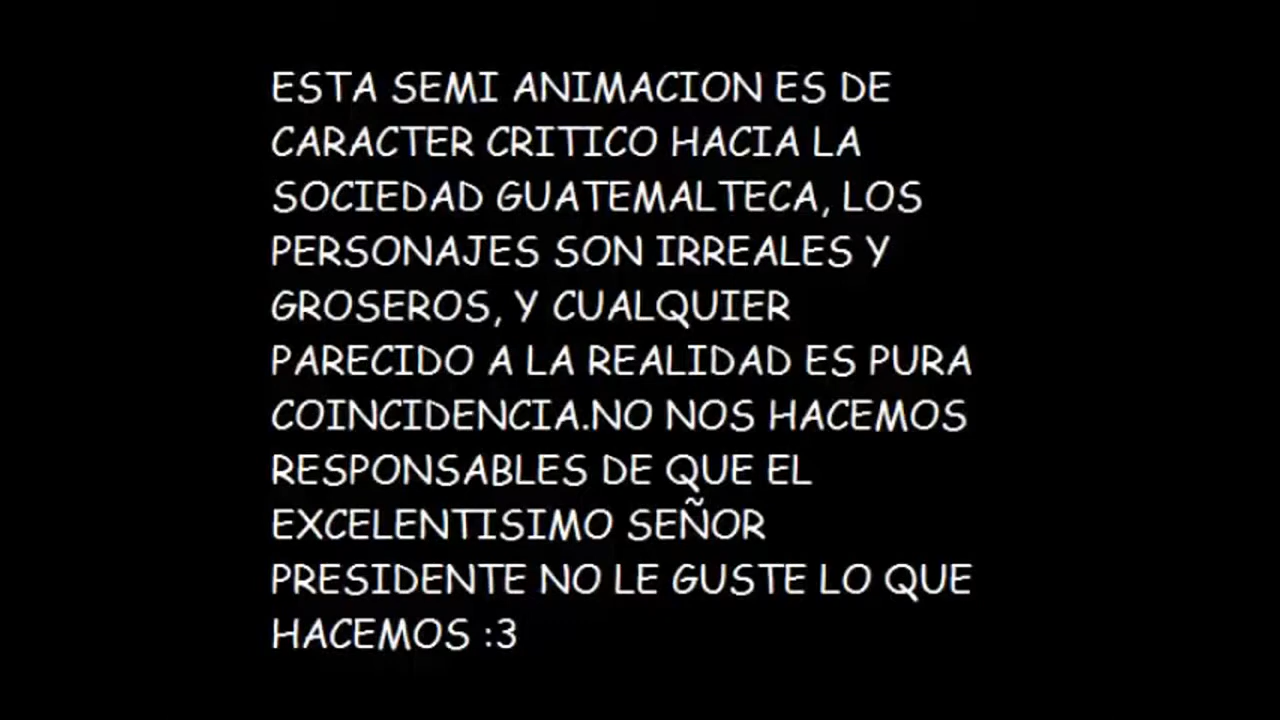 ESTA SEMI ANIMACION ES DE
CARACTER CRITICO HACIA LA
SOCIEDAD GUATEMALTECA, LOS
PERSONAJES SON IRREALES Y
GROSEROS, Y CUALQUIER
PARECIDO A LA REALIDAD ES PURA
COINCIDENCIA.NO NOS HACEMOS
RESPONSABLES DE QUE EL
EXCELENTISIMO SEÑOR
PRESIDENTE NO LE GUSTE LO QUE
HACEMOS :3